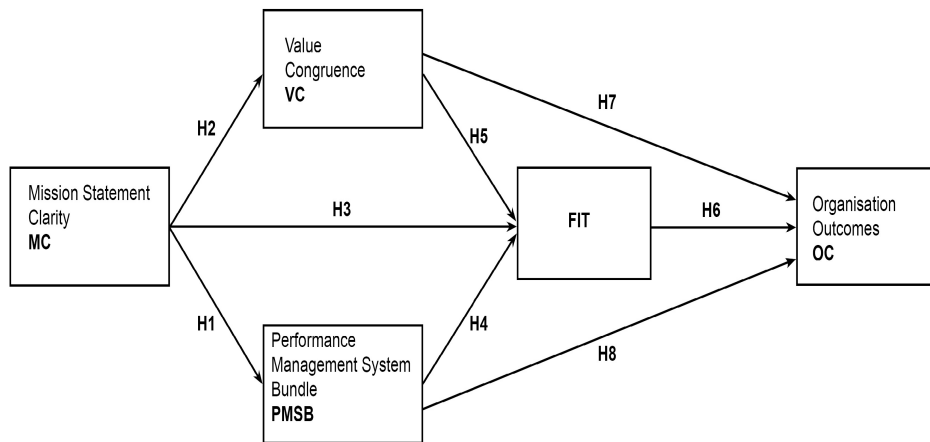 Value
Congruence
VC
H7
H2
H5
Mission Statement
Clarity
MC
H3
FIT
H6
Organisation
Outcomes
OC
H1
H4
H8
Performance
Management System
Bundle
PMSB